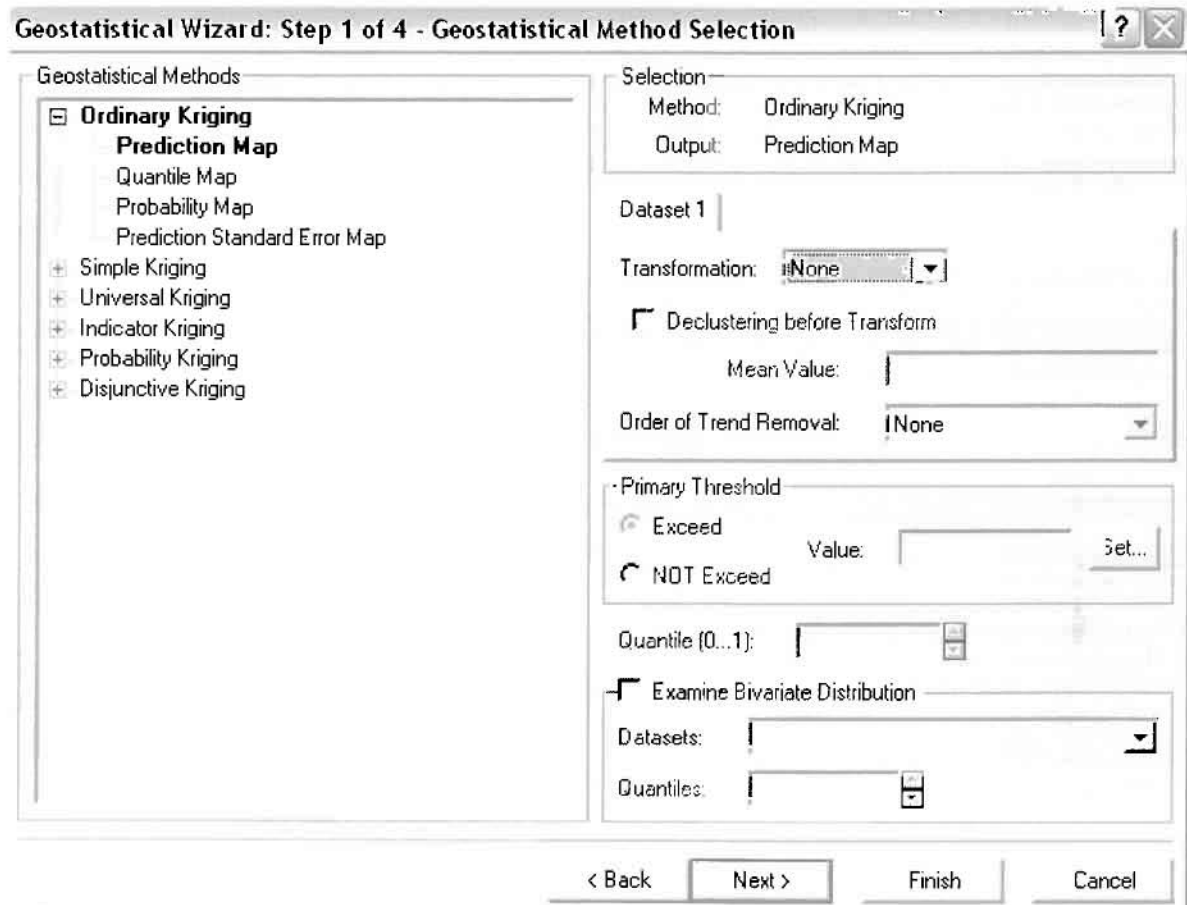 Geostatistical Wizard: Step 1 of 4 - Geostatistical Method Selection
Geostatistical Methods
Ordinary Kriging
Prediction Map
Quantile Map
Probability Map
Prediction Standard Error Map
Simple Kriging
Universal Kriging
Indicator Kriging
Probability Kriging
Disjunctive Kriging
Selection
Method: Ordinary Kriging
Output: Prediction Map
Dataset 1
Transformation: None
Declustering before Transform
Mean Value:
Order of Trend Removal: None
Primary Threshold
Exceed
Value: Set...
NOT Exceed
Quantile (0...1):
Examine Bivariate Distribution
Datasets:
Quantiles:
< Back Next > Finish Cancel